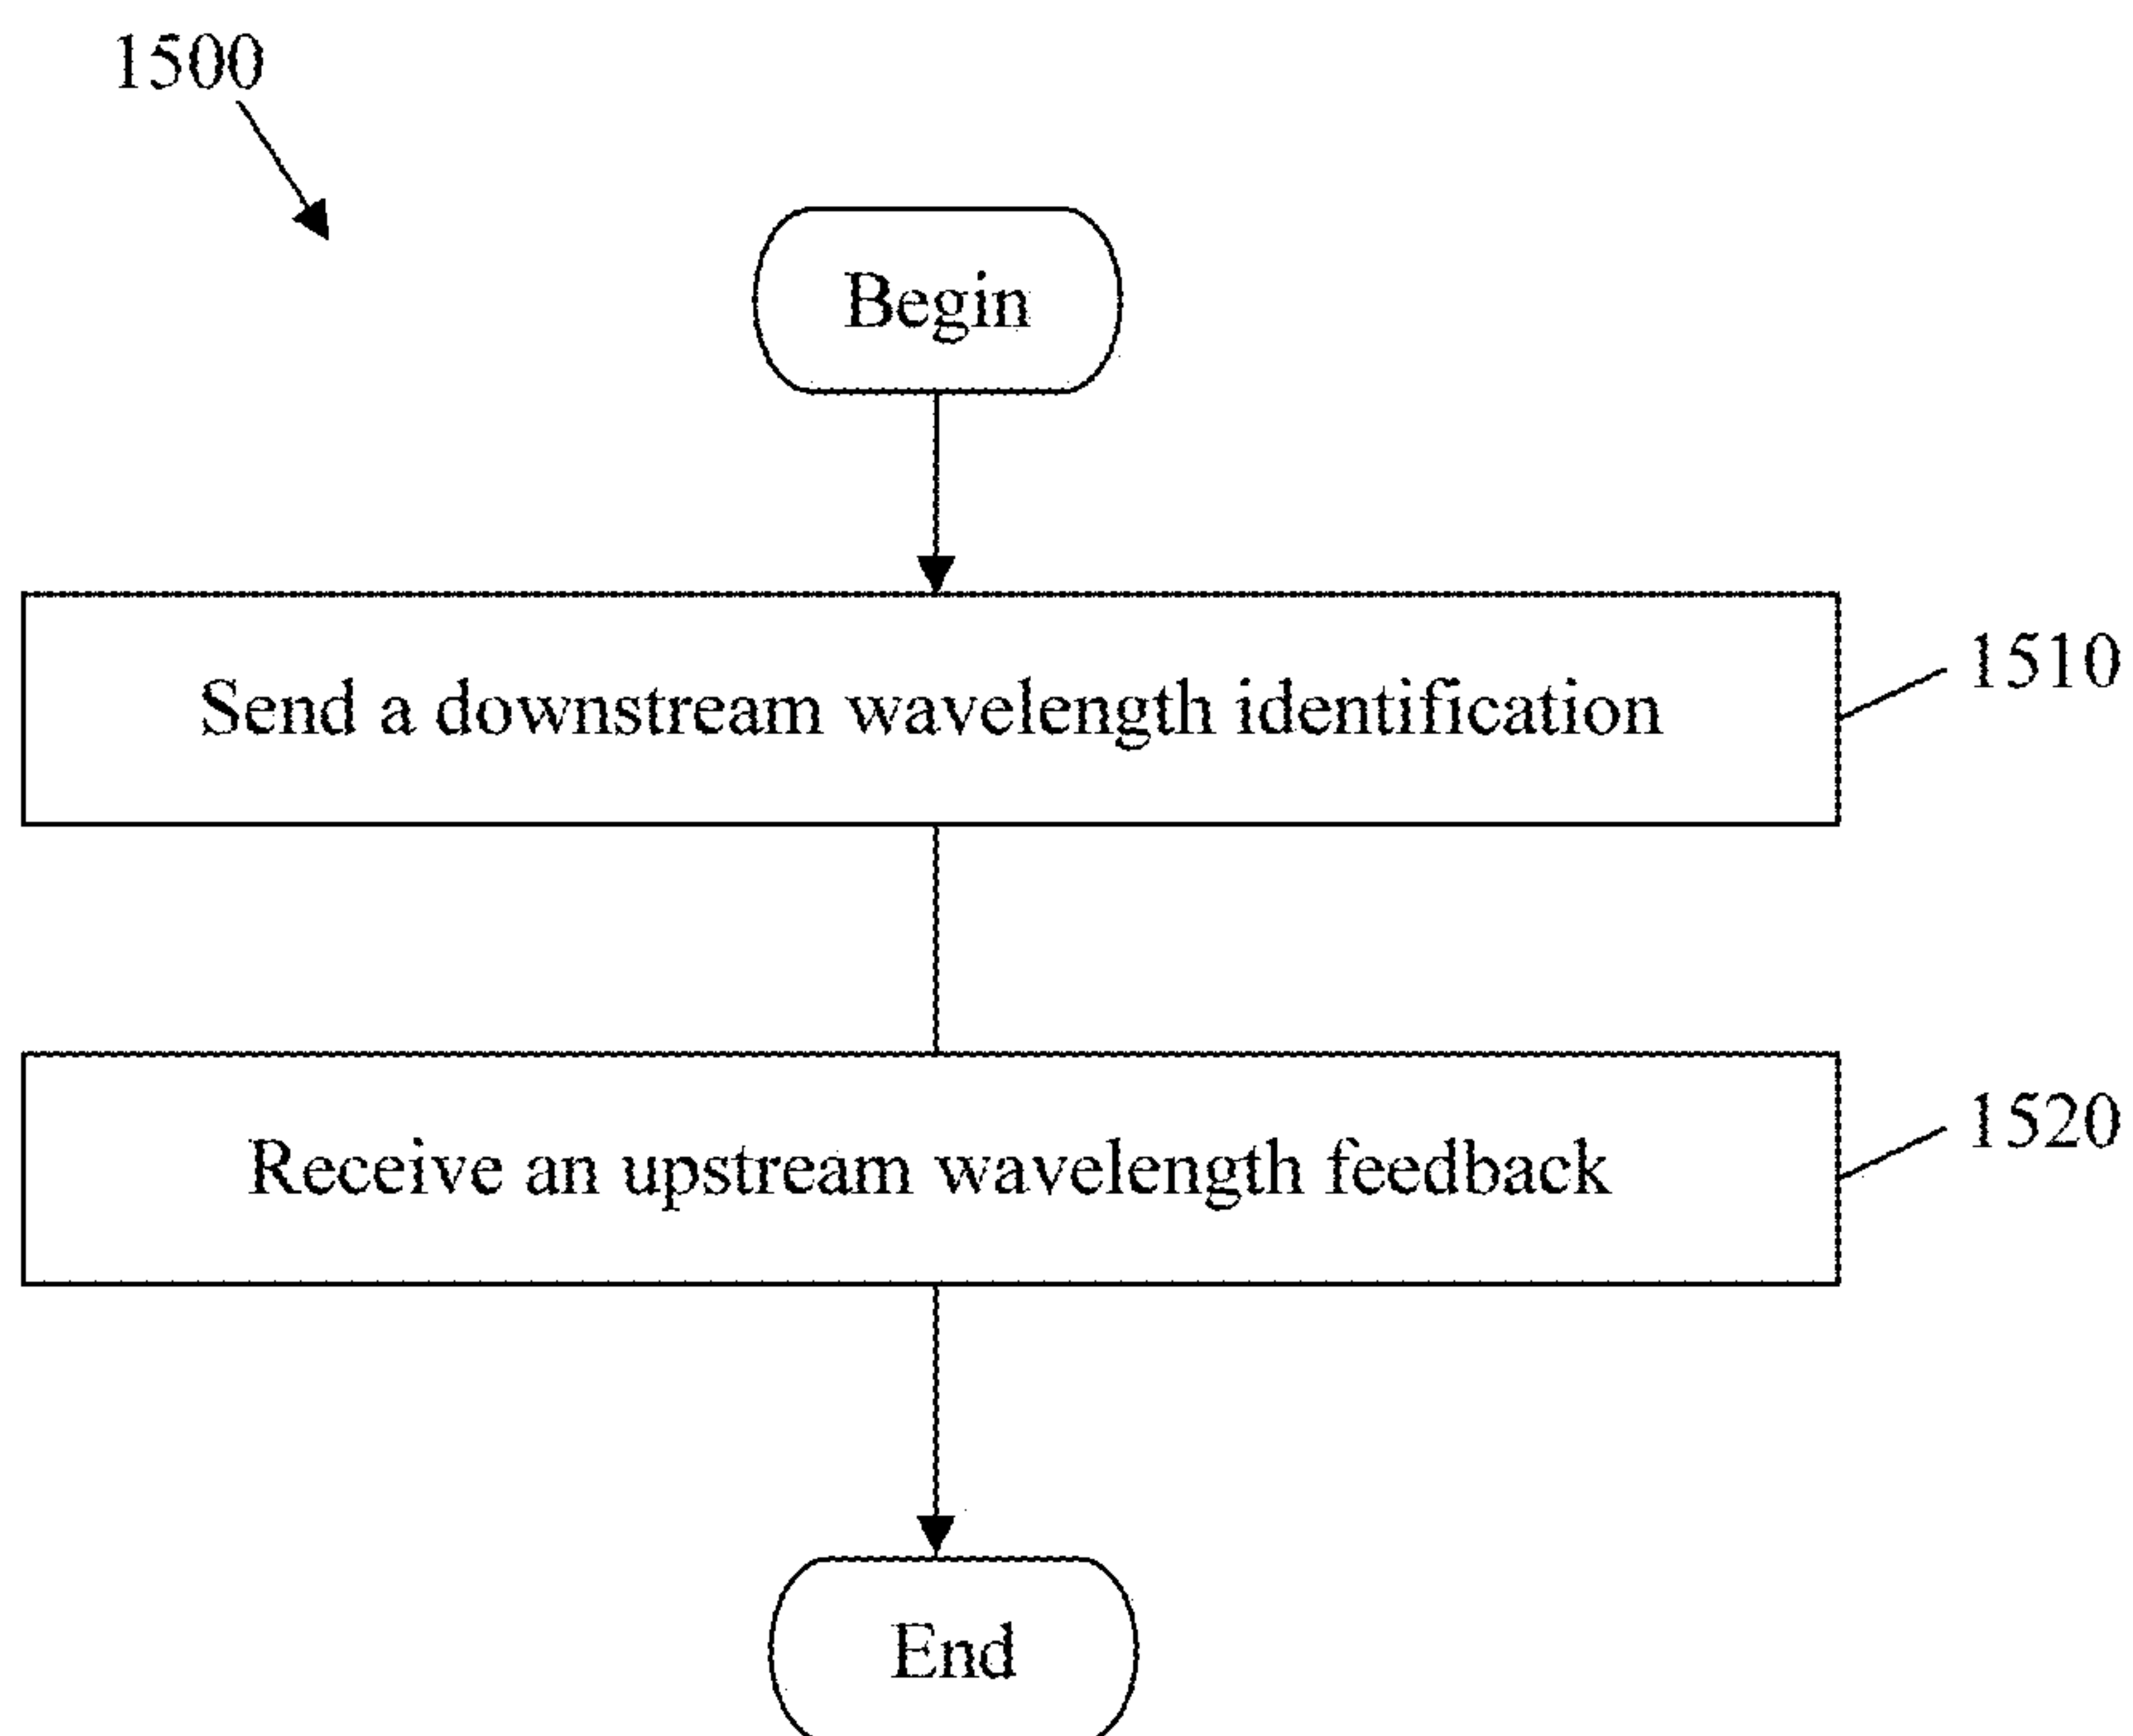 1500
Begin
Send a downstream wavelength identification
1510
Receive an upstream wavelength feedback
1520
End